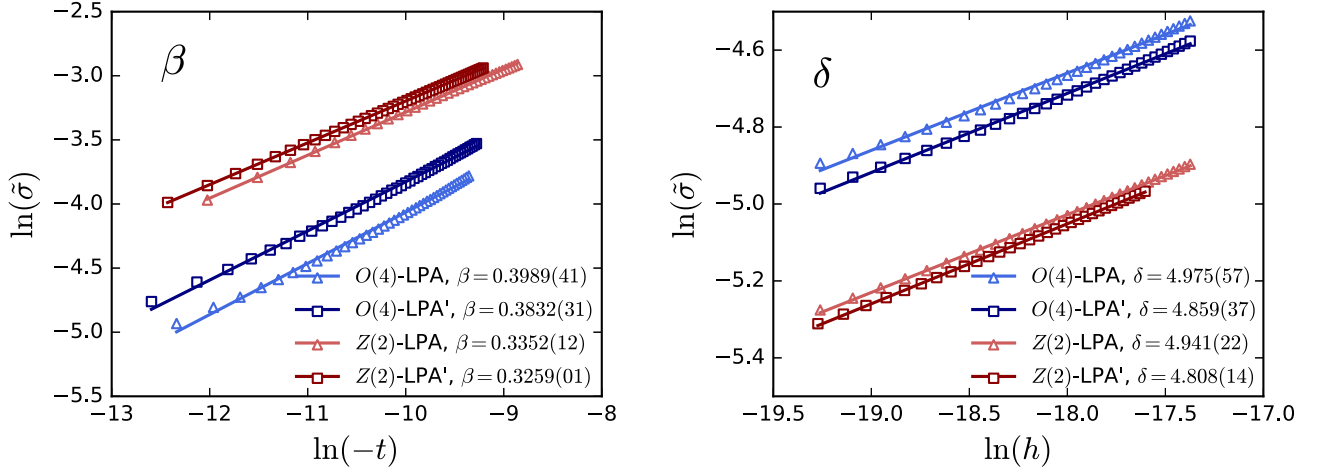 β
ln(σ̃)
−2.5
−3.0
−3.5
−4.0
−4.5
−5.0
−5.5
O(4)-LPA, β=0.3989(41)
O(4)-LPA', β=0.3832(31)
Z(2)-LPA, β=0.3352(12)
Z(2)-LPA', β=0.3259(01)
−13 −12 −11 −10 −9 −8
ln(−t)
δ
ln(σ̃)
−4.6
−4.8
−5.0
−5.2
−5.4
O(4)-LPA, δ=4.975(57)
O(4)-LPA', δ=4.859(37)
Z(2)-LPA, δ=4.941(22)
Z(2)-LPA', δ=4.808(14)
−19.5 −19.0 −18.5 −18.0 −17.5 −17.0
ln(h)